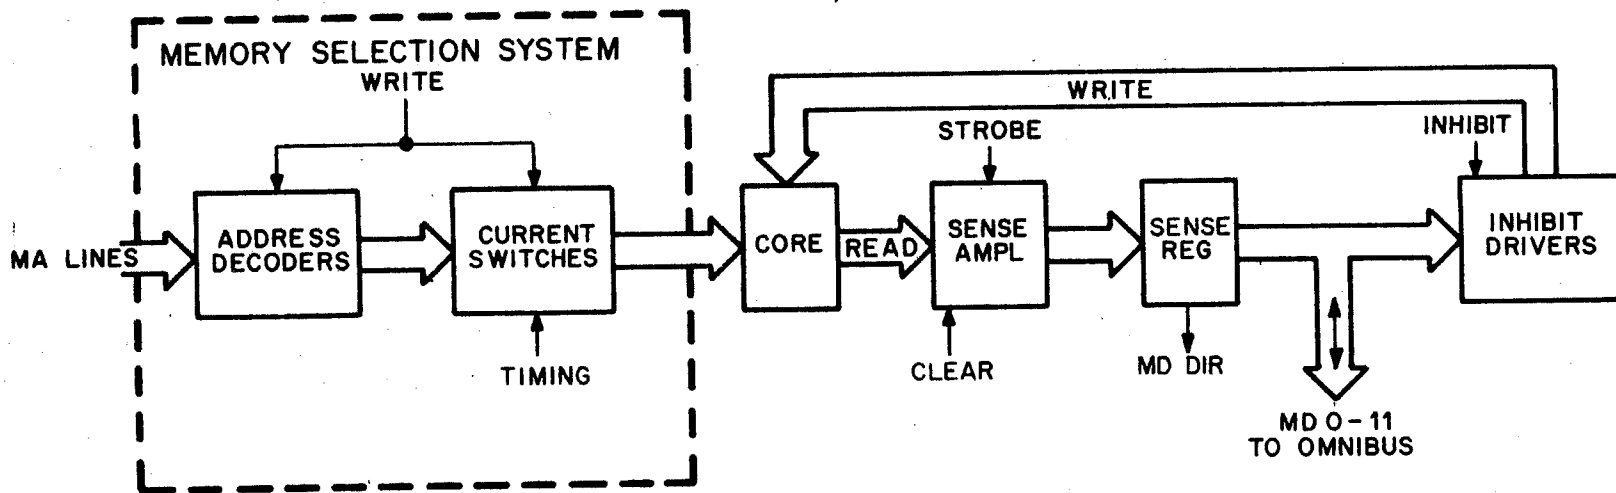 MEMORY SELECTION SYSTEM
WRITE
WRITE
STROBE
INHIBIT
MA LINES
ADDRESS
DECODERS
CURRENT
SWITCHES
CORE
READ
SENSE
AMPL
SENSE
REG
INHIBIT
DRIVERS
TIMING
CLEAR
MD DIR
MD 0-11
TO OMNIBUS